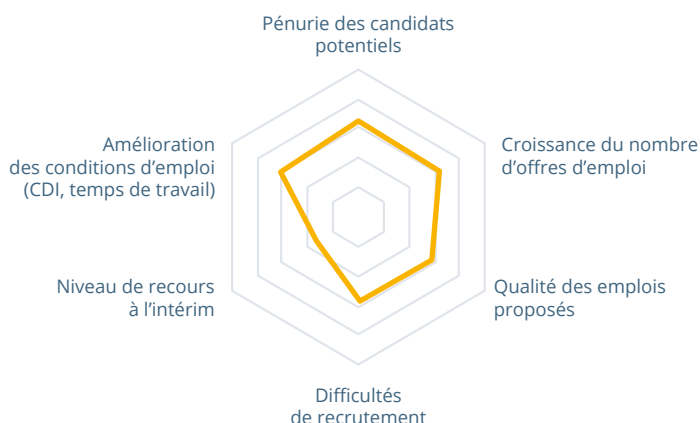 Pénurie des candidats
potentiels
Croissance du nombre
d'offres d'emploi
Qualité des emplois
proposés
Difficultés
de recrutement
Niveau de recours
à l'intérim
Amélioration
des conditions d'emploi
(CDI, temps de travail)